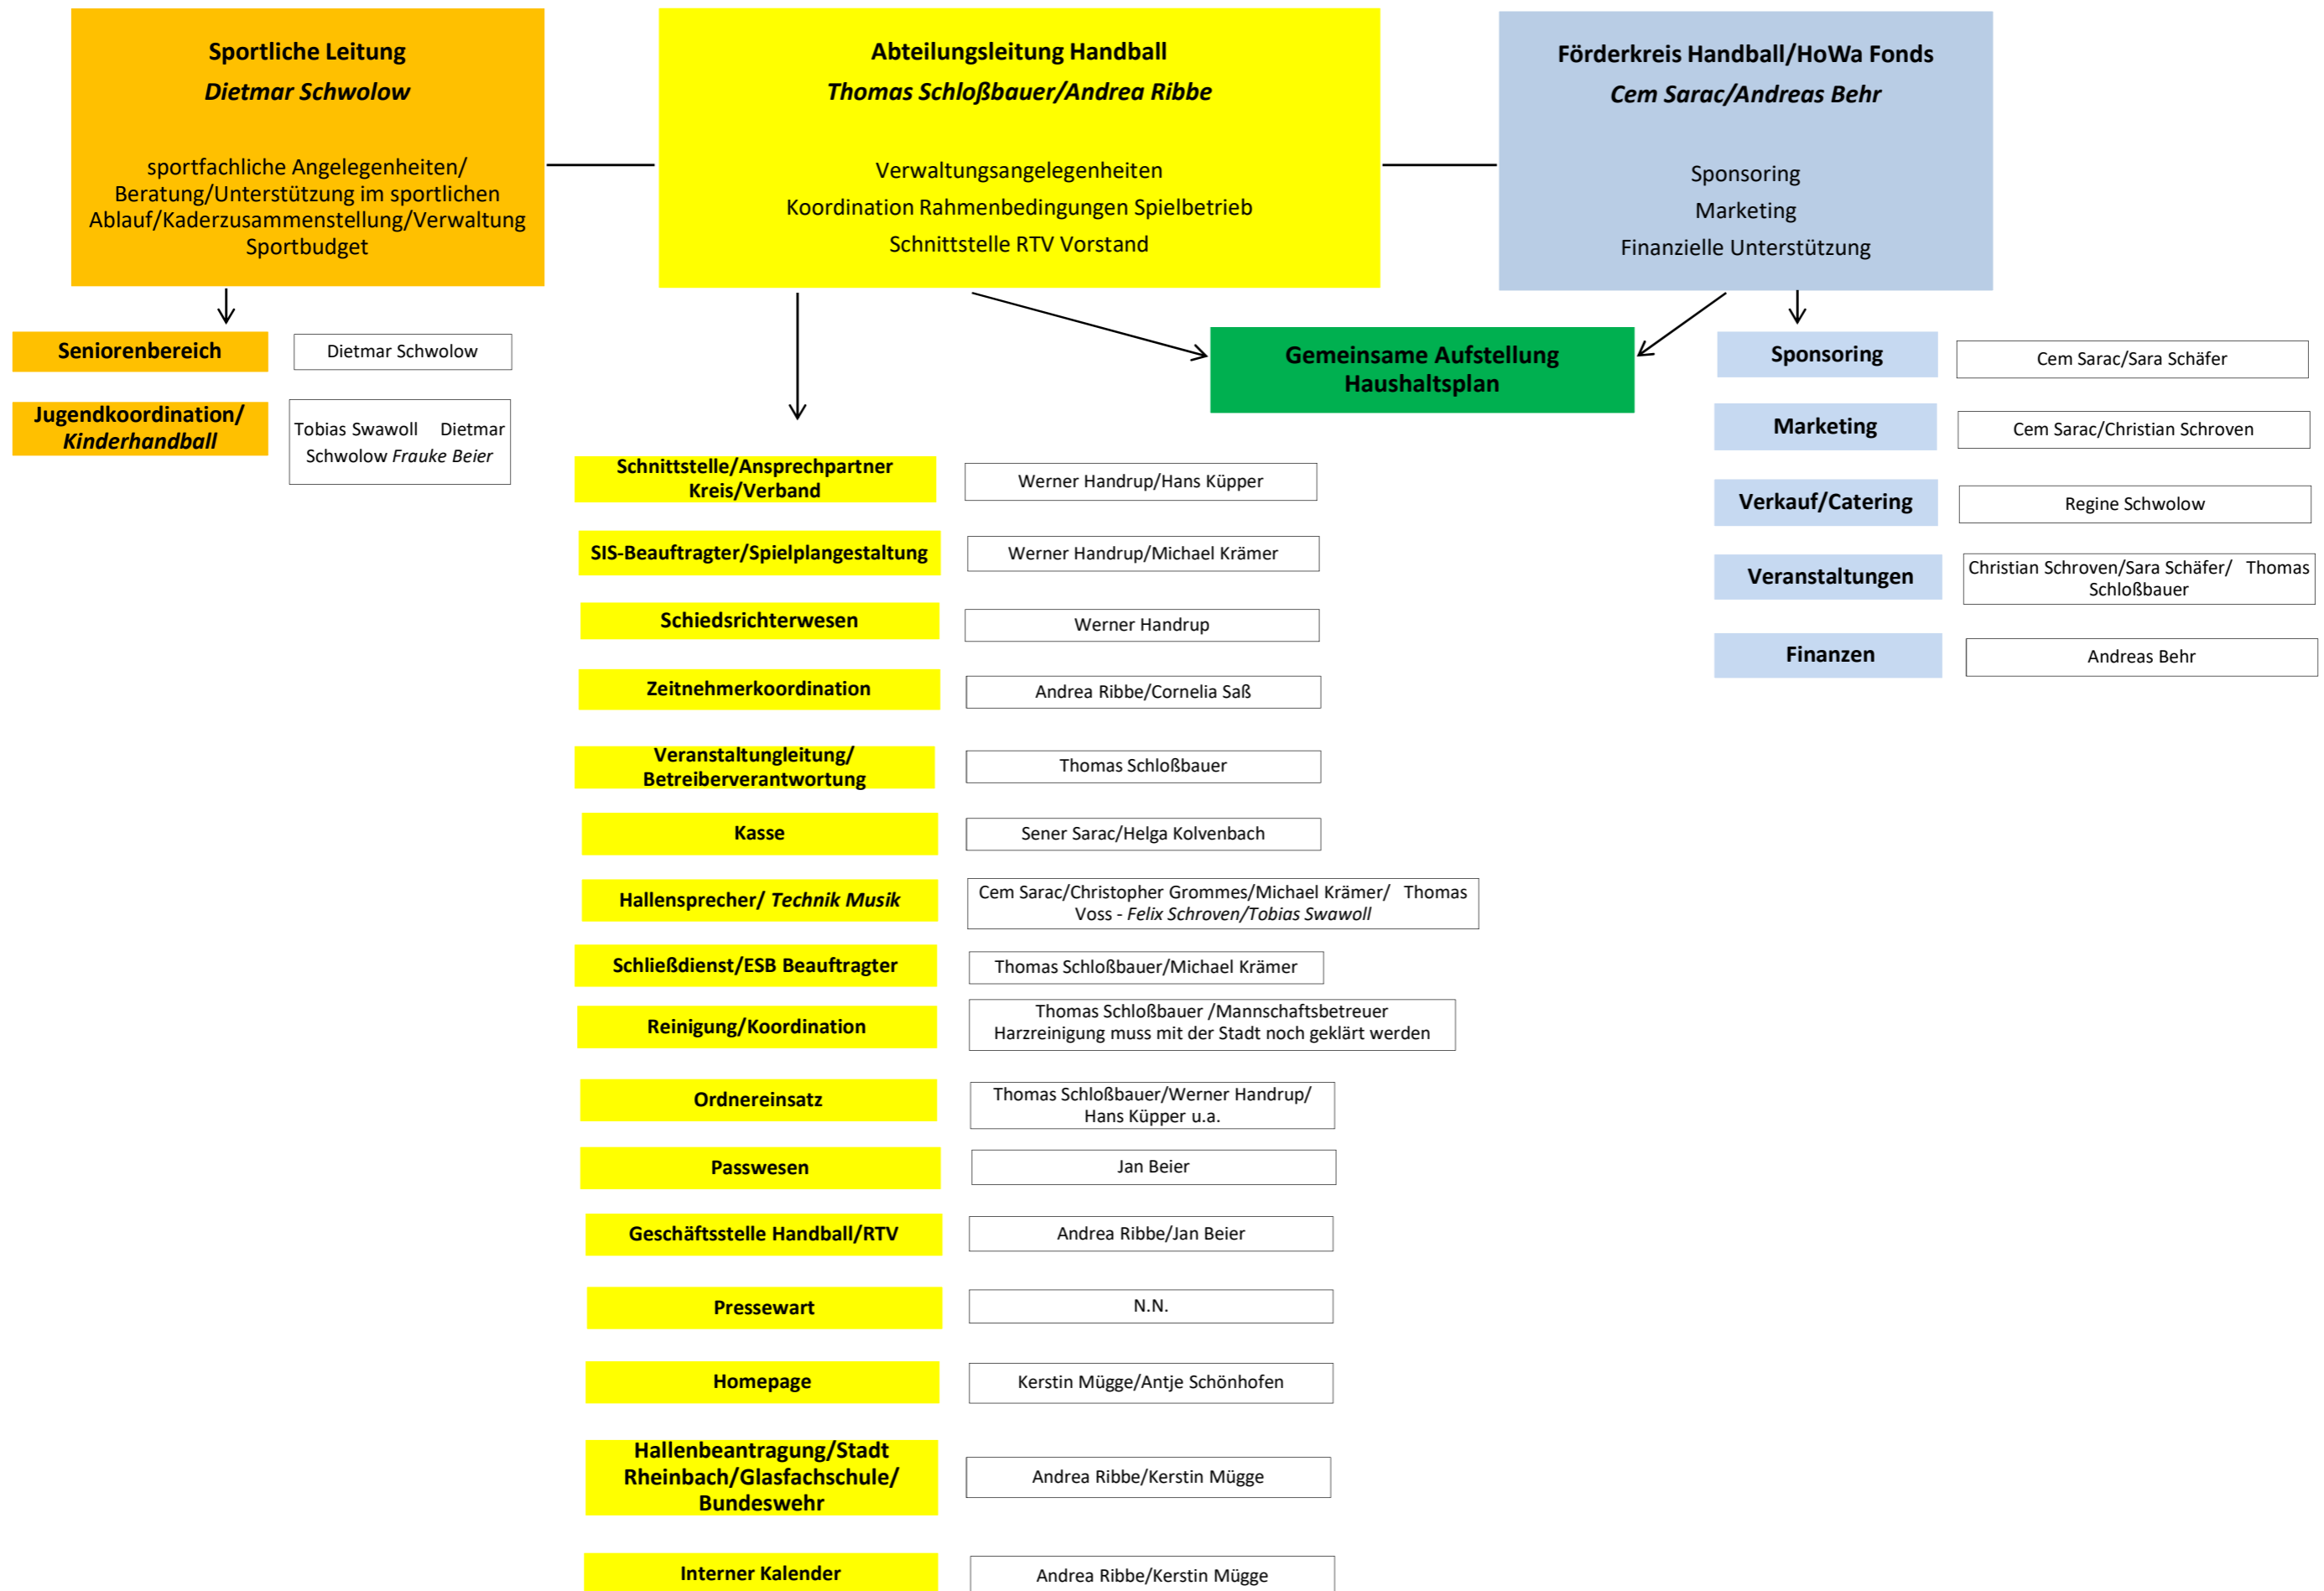 Sportliche Leitung
Dietmar Schwolow
sportfachliche Angelegenheiten/
Beratung/Unterstützung im sportlichen
Ablauf/Kaderzusammenstellung/Verwaltung
Sportbudget
Abteilungsleitung Handball
Thomas Schloßbauer/Andrea Ribbe
Verwaltungsangelegenheiten
Koordination Rahmenbedingungen Spielbetrieb
Schnittstelle RTV Vorstand
Förderkreis Handball/HoWa Fonds
Cem Sarac/Andreas Behr
Sponsoring
Marketing
Finanzielle Unterstützung
Seniorenbereich
Dietmar Schwolow
Jugendkoordination/
Kinderhandball
Tobias Swawoll Dietmar
Schwolow Frauke Beier
Gemeinsame Aufstellung
Haushaltsplan
Schnittstelle/Ansprechpartner
Kreis/Verband
Werner Handrup/Hans Küpper
SIS-Beauftragter/Spielplangestaltung
Werner Handrup/Michael Krämer
Schiedsrichterwesen
Werner Handrup
Zeitnehmerkoordination
Andrea Ribbe/Cornelia Saß
Veranstaltungleitung/
Betreiberverantwortung
Thomas Schloßbauer
Kasse
Sener Sarac/Helga Kolvenbach
Hallensprecher/ Technik Musik
Cem Sarac/Christopher Grommes/Michael Krämer/ Thomas
Voss - Felix Schroven/Tobias Swawoll
Schließdienst/ESB Beauftragter
Thomas Schloßbauer/Michael Krämer
Reinigung/Koordination
Thomas Schloßbauer /Mannschaftsbetreuer
Harzreinigung muss mit der Stadt noch geklärt werden
Ordnereinsatz
Thomas Schloßbauer/Werner Handrup/
Hans Küpper u.a.
Passwesen
Jan Beier
Geschäftsstelle Handball/RTV
Andrea Ribbe/Jan Beier
Pressewart
N.N.
Homepage
Kerstin Mügge/Antje Schönhofen
Hallenbeantragung/Stadt
Rheinbach/Glasfachschule/
Bundeswehr
Andrea Ribbe/Kerstin Mügge
Interner Kalender
Andrea Ribbe/Kerstin Mügge
Sponsoring
Cem Sarac/Sara Schäfer
Marketing
Cem Sarac/Christian Schroven
Verkauf/Catering
Regine Schwolow
Veranstaltungen
Christian Schroven/Sara Schäfer/ Thomas
Schloßbauer
Finanzen
Andreas Behr